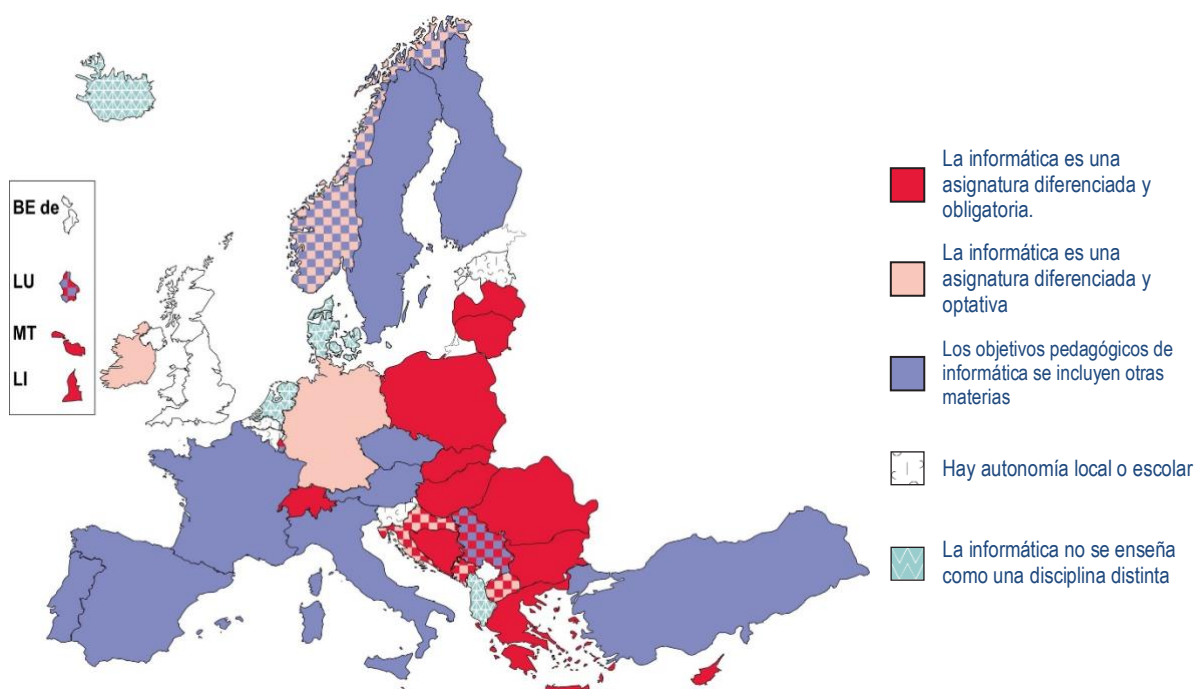 BE de
LU
MT
LI
La informática es una
asignatura diferenciada y
obligatoria.
La informática es una
asignatura diferenciada y
optativa
Los objetivos pedagógicos de
informática se incluyen otras
materias
Hay autonomía local o escolar
La informática no se enseña
como una disciplina distinta